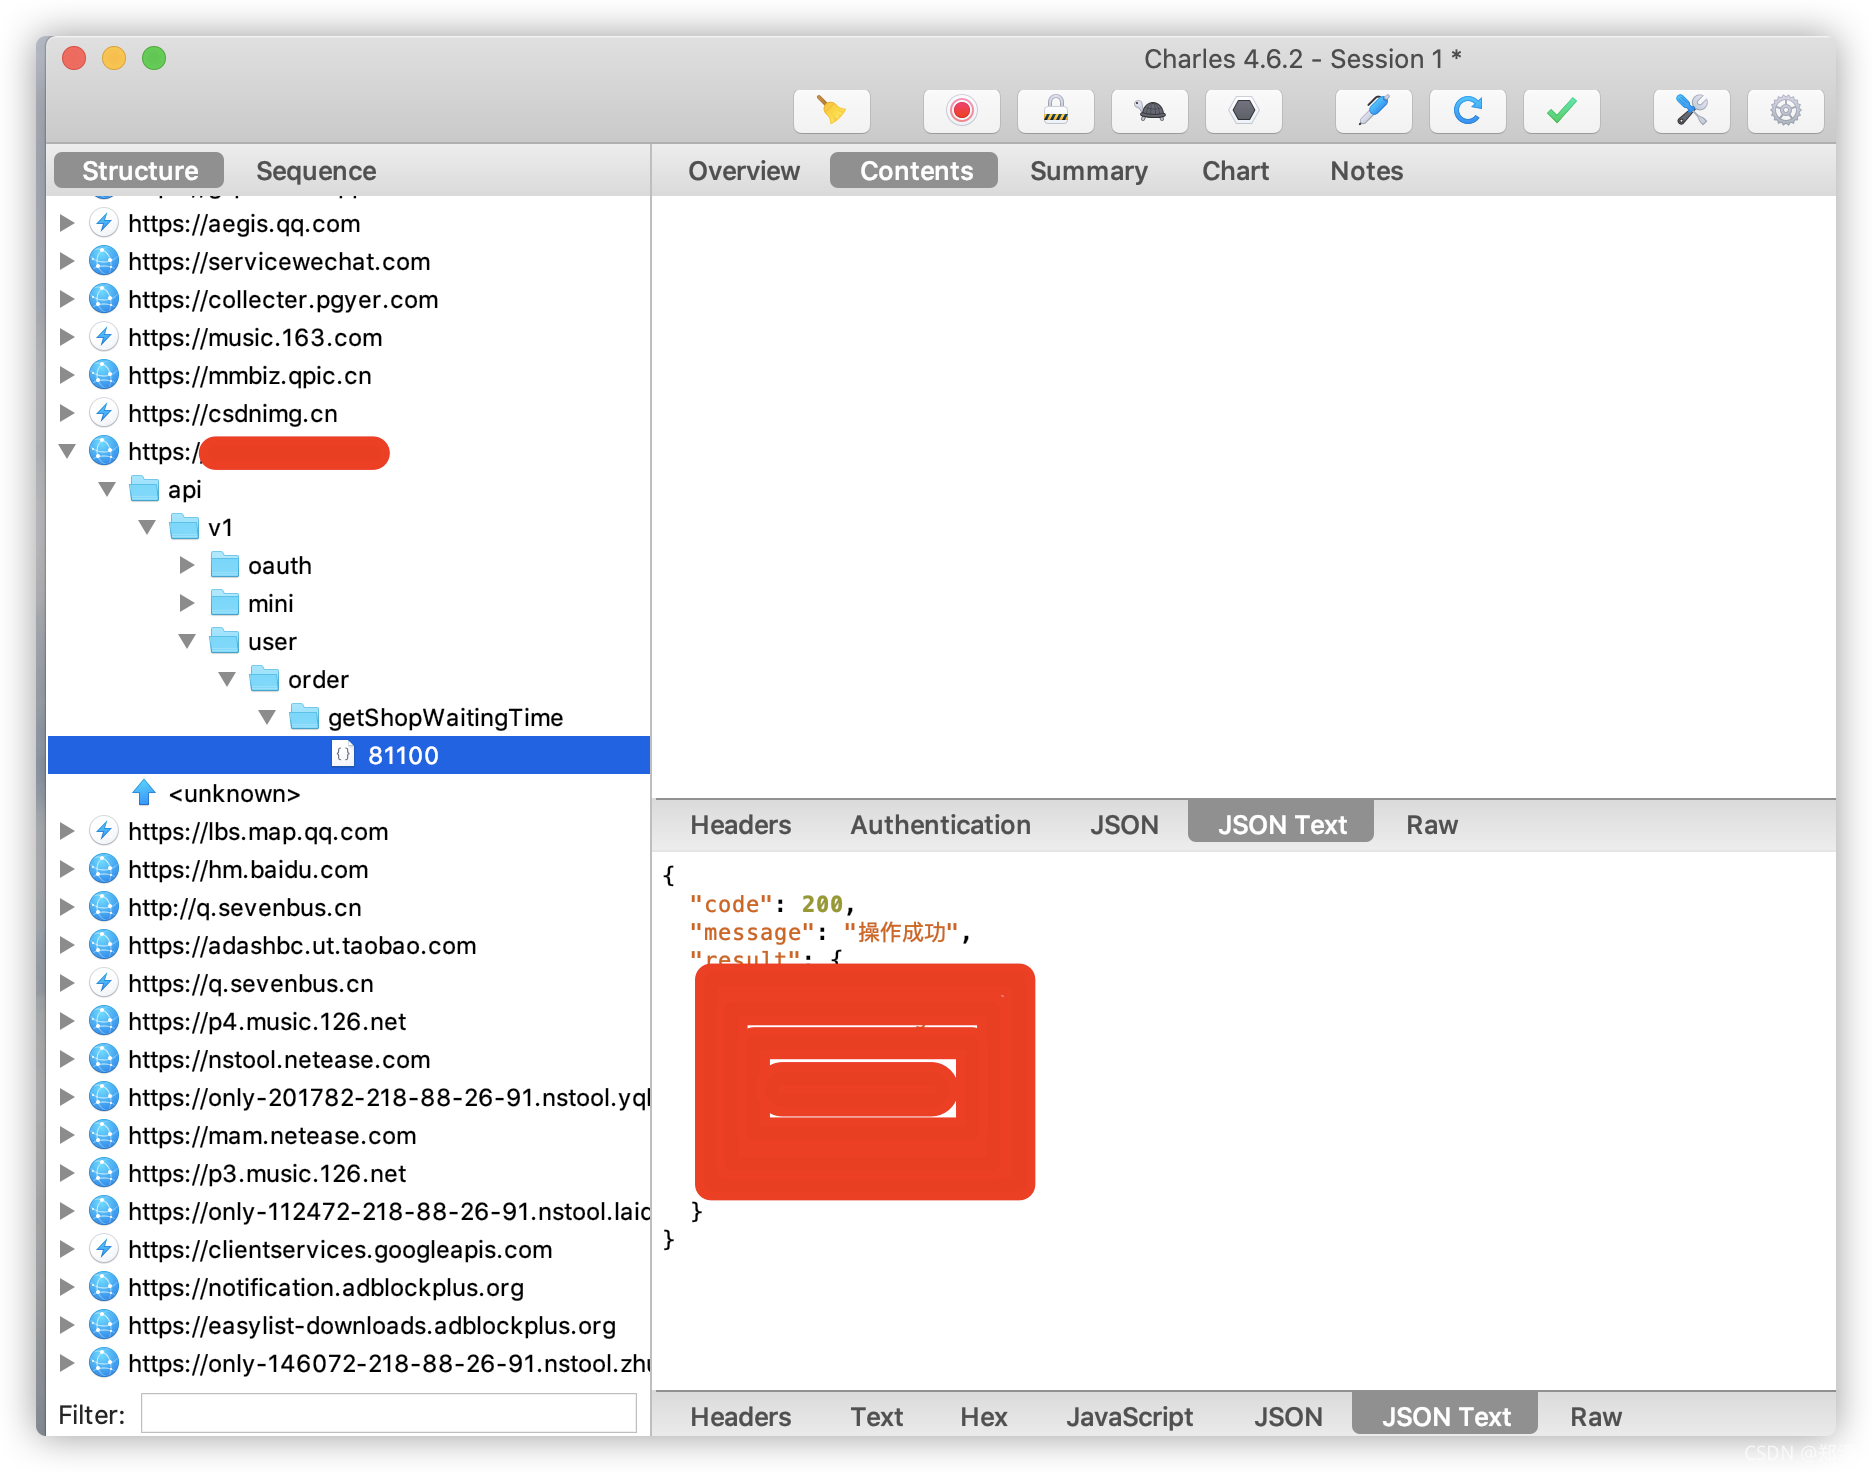 Charles 4.6.2 - Session 1 *
Structure
Sequence
Overview
Contents
Summary
Chart
Notes
https://aegis.qq.com
https://servicewechat.com
https://collecter.pgyer.com
https://music.163.com
https://mmbiz.qpic.cn
https://csdnimg.cn
https:/
api
v1
oauth
mini
user
order
getShopWaitingTime
81100
<unknown>
https://lbs.map.qq.com
https://hm.baidu.com
http://q.sevenbus.cn
https://adashbc.ut.taobao.com
https://q.sevenbus.cn
https://p4.music.126.net
https://nstool.netease.com
https://only-201782-218-88-26-91.nstool.yql
https://mam.netease.com
https://p3.music.126.net
https://only-112472-218-88-26-91.nstool.laid
https://clientservices.googleapis.com
https://notification.adblockplus.org
https://easylist-downloads.adblockplus.org
https://only-146072-218-88-26-91.nstool.zhu
Filter:
Headers
Authentication
JSON
JSON Text
Raw
{
"code": 200,
"message": "操作成功",
"result": {
}
}
Headers
Text
Hex
JavaScript
JSON
JSON Text
Raw
CSDN